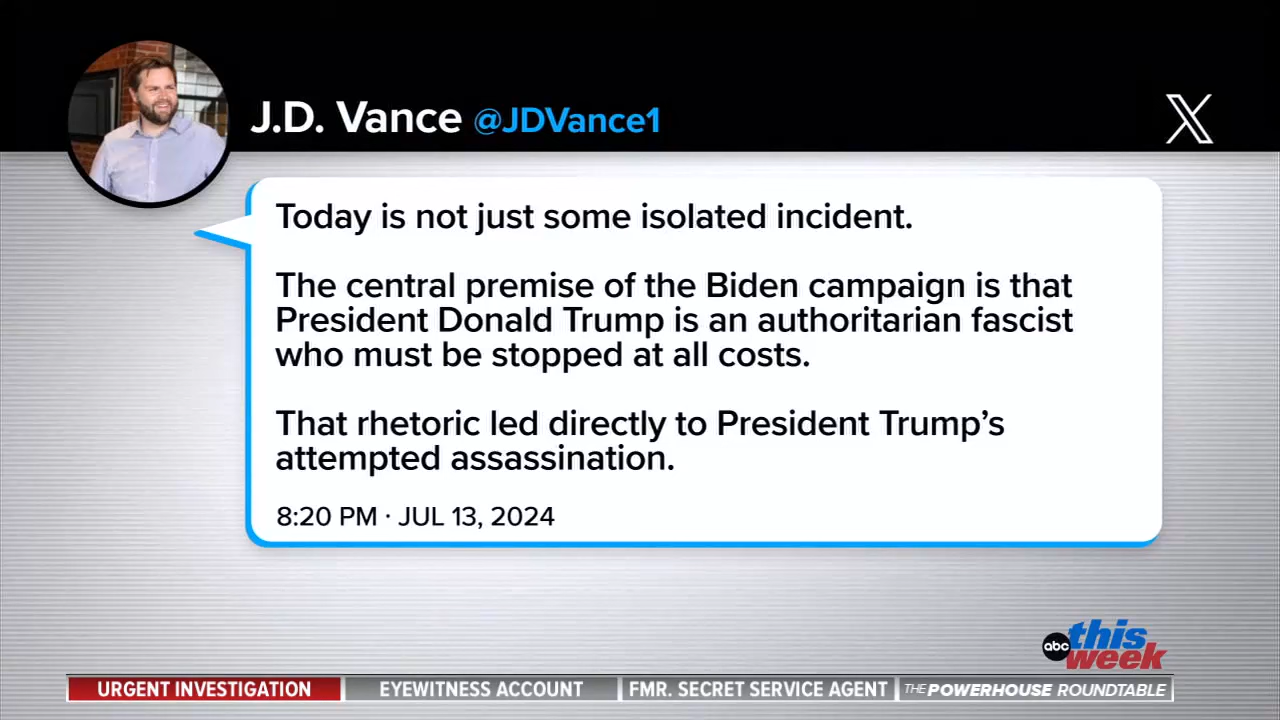 J.D. Vance @JDVance1
Today is not just some isolated incident.
The central premise of the Biden campaign is that
President Donald Trump is an authoritarian fascist
who must be stopped at all costs.
That rhetoric led directly to President Trump’s
attempted assassination.
8:20 PM · JUL 13, 2024
abc this
week
URGENT INVESTIGATION EYEWITNESS ACCOUNT FMR. SECRET SERVICE AGENT THE POWERHOUSE ROUNDTABLE